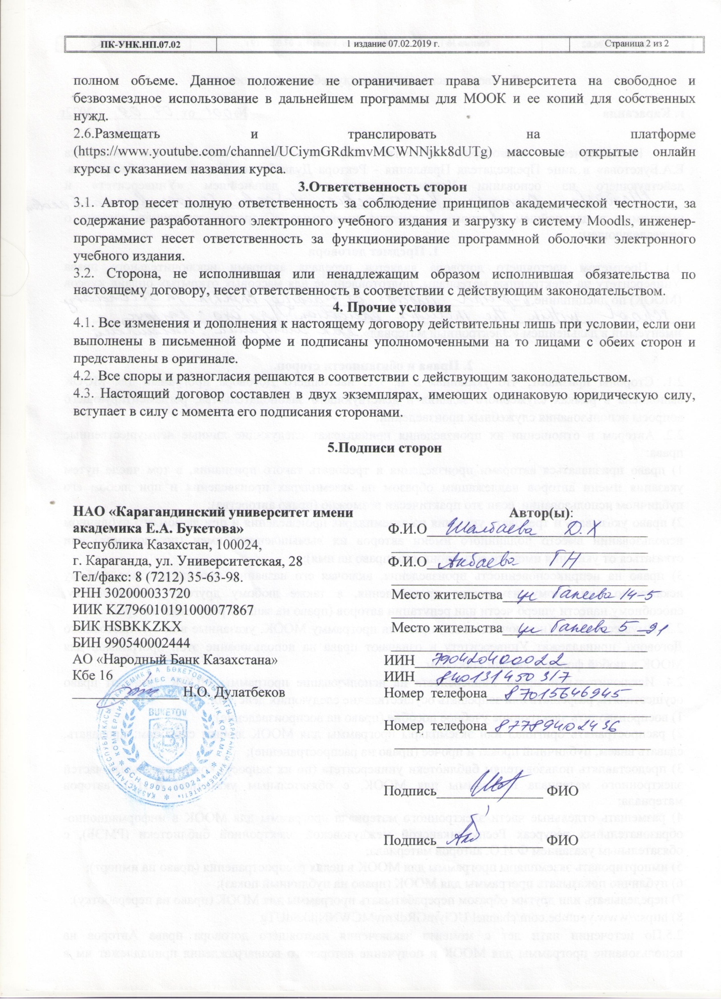 ПК-УНК.НП.07.02 1 издание 07.02.2019 г. Страница 2 из 2
полном объеме. Данное положение не ограничивает права Университета на свободное и
безвозмездное использование в дальнейшем программы для МООК и ее копий для собственных
нужд.
2.6.Размещать и транслировать на платформе
(https://www.youtube.com/channel/UCiymGRdkmvMCWNNjkk8dUTg) массовые открытые онлайн
курсы с указанием названия курса.
3.Ответственность сторон
3.1. Автор несет полную ответственность за соблюдение принципов академической честности, за
содержание разработанного электронного учебного издания и загрузку в систему Moodls, инженер-
программист несет ответственность за функционирование программной оболочки электронного
учебного издания.
3.2. Сторона, не исполнившая или ненадлежащим образом исполнившая обязательства по
настоящему договору, несет ответственность в соответствии с действующим законодательством.
4. Прочие условия
4.1. Все изменения и дополнения к настоящему договору действительны лишь при условии, если они
выполнены в письменной форме и подписаны уполномоченными на то лицами с обеих сторон и
представлены в оригинале.
4.2. Все споры и разногласия решаются в соответствии с действующим законодательством.
4.3. Настоящий договор составлен в двух экземплярах, имеющих одинаковую юридическую силу,
вступает в силу с момента его подписания сторонами.
5.Подписи сторон
НАО «Карагандинский университет имени
академика Е.А. Букетова»
Республика Казахстан, 100024,
г. Караганда, ул. Университетская, 28
Тел/факс: 8 (7212) 35-63-98.
РНН 302000033720
ИИК KZ796010191000077867
БИК HSBKKZKX
БИН 990540002444
АО «Народный Банк Казахстана»
Кбе 16
Н.О. Дулатбеков
BUKETOV
БСН 990540002444
Автор(ы):
Ф.И.О Шалбаева Д.Х
Ф.И.О Акбаева Г Н
Место жительства ул Гапеева 14-5
Место жительства ул Гапеева 5-91
ИИН 790420400022
ИИН 840131450317
Номер телефона 87015646945
Номер телефона 87789402436
Подпись ФИО
Подпись ФИО